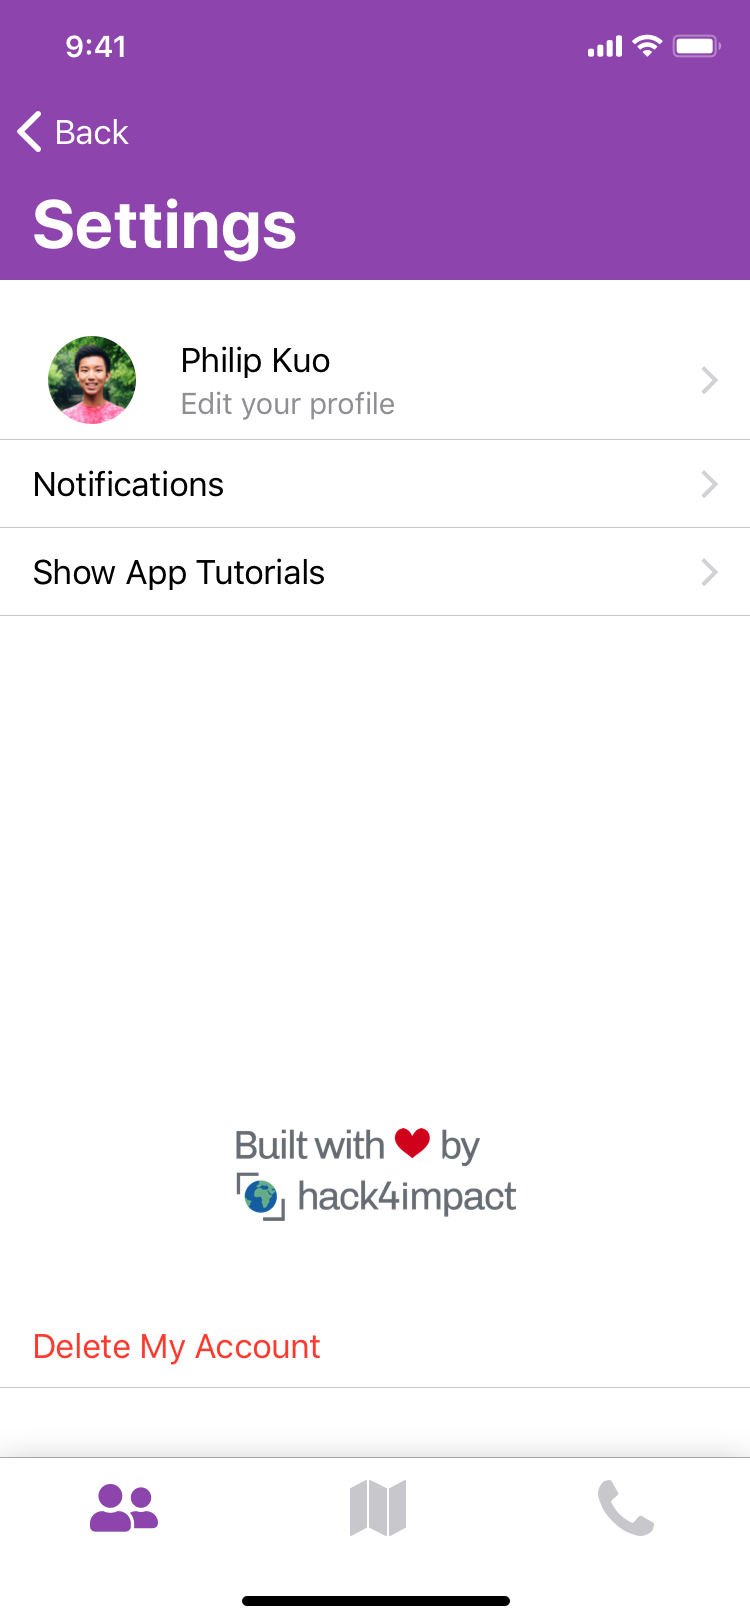 9:41
Back
Settings
Philip Kuo
Edit your profile
Notifications
Show App Tutorials
Built with ❤ by
hack4impact
Delete My Account